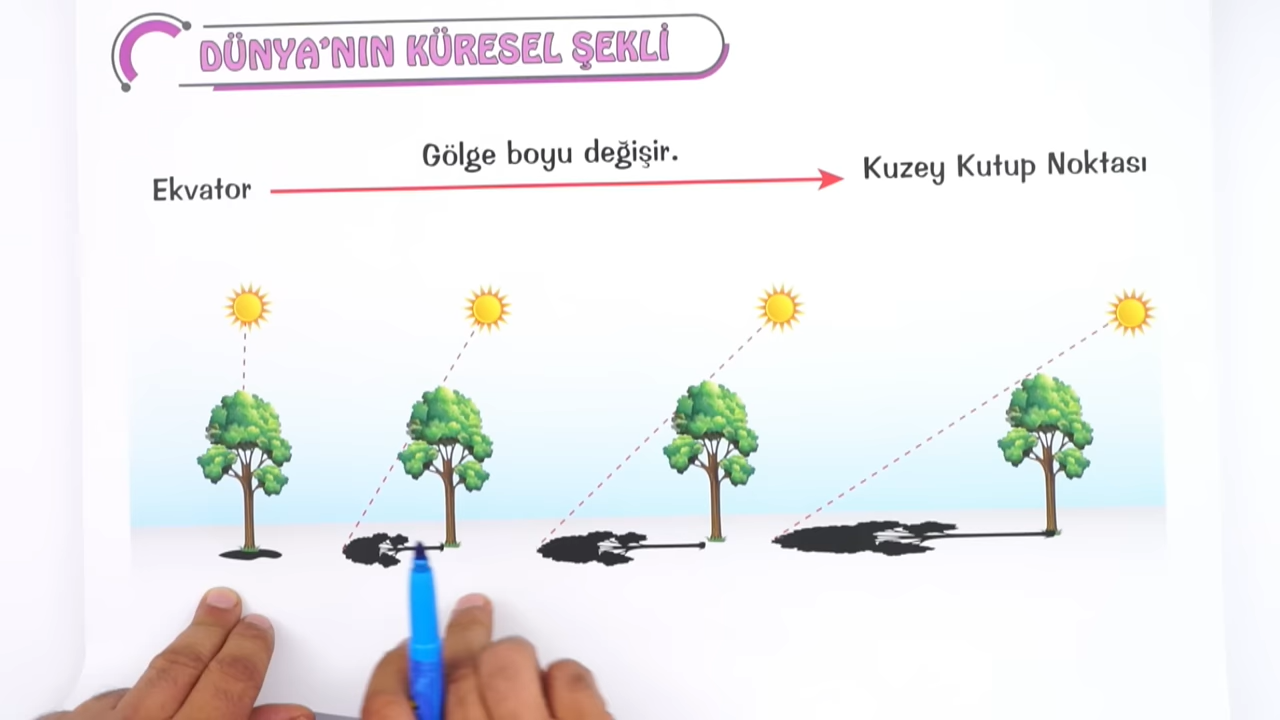 DÜNYA'NIN KÜRESEL ŞEKLİ
Gölge boyu değişir.
Ekvator
Kuzey Kutup Noktası